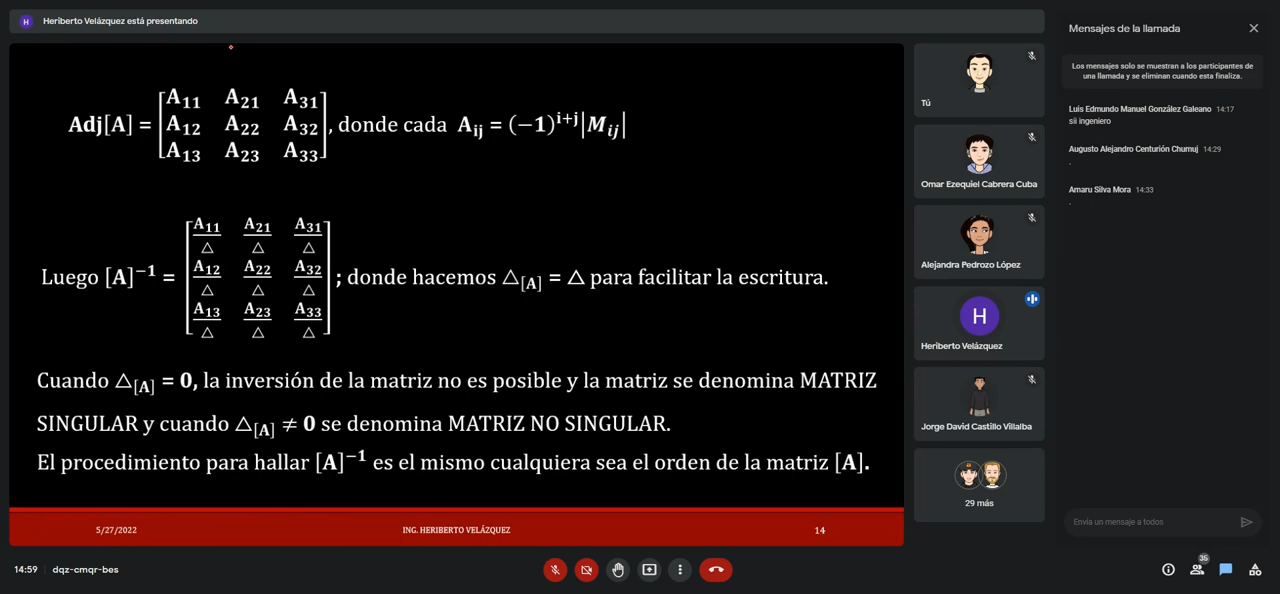 H Heriberto Velázquez está presentando
Adj[A] = [A11 A21 A31
A12 A22 A32
A13 A23 A33], donde cada Aij = (−1)^i+j |Mij|
Luego [A]⁻¹ = [A11/△ A21/△ A31/△
A12/△ A22/△ A32/△
A13/△ A23/△ A33/△] ; donde hacemos △[A] = △ para facilitar la escritura.
Cuando △[A] = 0, la inversión de la matriz no es posible y la matriz se denomina MATRIZ
SINGULAR y cuando △[A] ≠ 0 se denomina MATRIZ NO SINGULAR.
El procedimiento para hallar [A]⁻¹ es el mismo cualquiera sea el orden de la matriz [A].
5/27/2022 ING. HERIBERTO VELÁZQUEZ 14
Tú
Omar Ezequiel Cabrera Cuba
Alejandra Pedrozo López
H
Heriberto Velázquez
Jorge David Castillo Villalba
29 más
Mensajes de la llamada
Los mensajes solo se muestran a los participantes de
una llamada y se eliminan cuando esta finaliza.
Luis Edmundo Manuel González Galeano 14:17
sii ingeniero
Augusto Alejandro Centurión Chumuj 14:29
.
Amaru Silva Mora 14:33
.
Envía un mensaje a todos
14:59 dqz-cmqr-bes
35